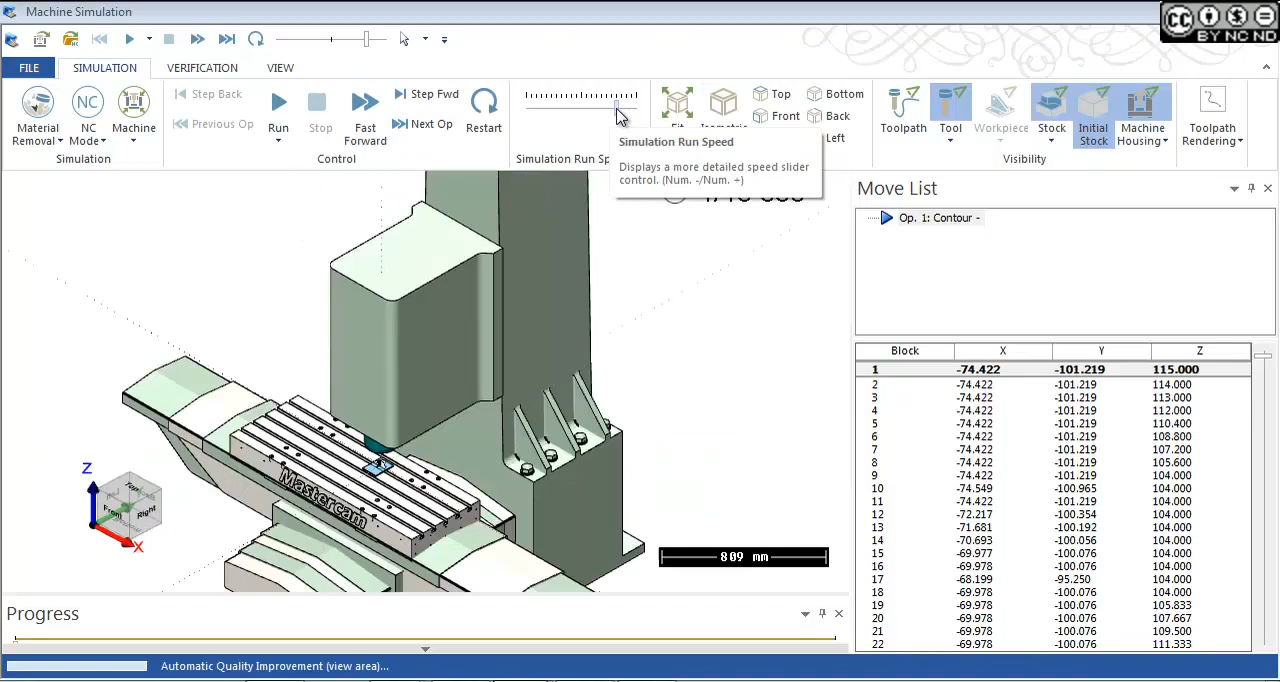 Machine Simulation
CC
BY NC ND
FILE
SIMULATION
VERIFICATION
VIEW
Material Removal
NC Mode
Machine
Simulation
Step Back
Previous Op
Run
Stop
Fast Forward
Step Fwd
Next Op
Restart
Control
Simulation Run Sp
Simulation Run Speed
Displays a more detailed speed slider
control. (Num. -/Num. +)
Top
Front
Left
Bottom
Back
Toolpath
Tool
Workpiece
Stock
Initial Stock
Machine Housing
Visibility
Toolpath Rendering
Move List
Op. 1: Contour -
Block X Y Z
1 -74.422 -101.219 115.000
2 -74.422 -101.219 114.000
3 -74.422 -101.219 113.000
4 -74.422 -101.219 112.000
5 -74.422 -101.219 110.400
6 -74.422 -101.219 108.800
7 -74.422 -101.219 107.200
8 -74.422 -101.219 105.600
9 -74.422 -101.219 104.000
10 -74.549 -100.965 104.000
11 -74.422 -101.219 104.000
12 -72.217 -100.354 104.000
13 -71.681 -100.192 104.000
14 -70.693 -100.056 104.000
15 -69.977 -100.076 104.000
16 -69.978 -100.076 104.000
17 -68.199 -95.250 104.000
18 -69.978 -100.076 104.000
19 -69.978 -100.076 105.833
20 -69.978 -100.076 107.667
21 -69.978 -100.076 109.500
22 -69.978 -100.076 111.333
Mastercam
Z
Top
Front
Right
X
809 mm
Progress
Automatic Quality Improvement (view area)...